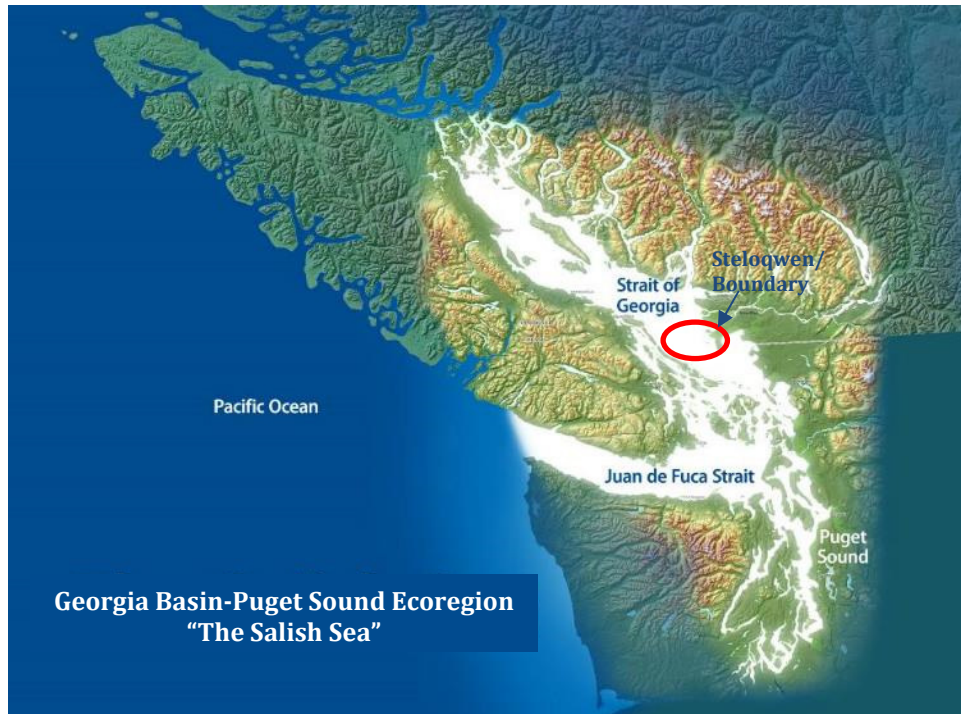 Steloqwen/
Boundary
Strait of
Georgia
Pacific Ocean
Juan de Fuca Strait
Puget
Sound
Georgia Basin-Puget Sound Ecoregion
“The Salish Sea”